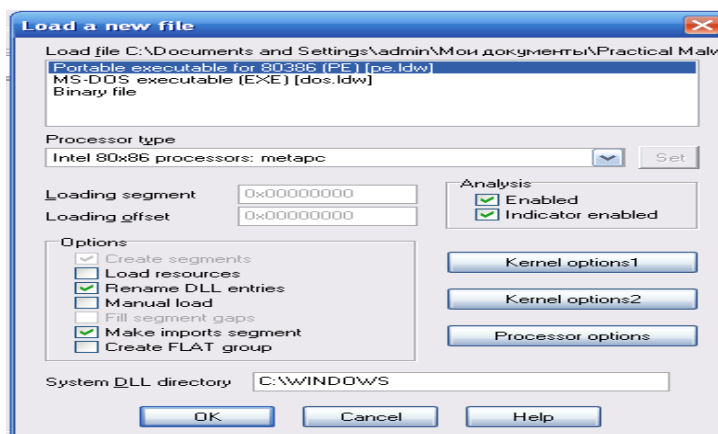 Load a new file
Load file C:\Documents and Settings\admin\Мои документы\Practical Malw
Portable executable for 80386 (PE) [pe.ldw]
MS-DOS executable (EXE) [dos.ldw]
Binary file
Processor type
Intel 80x86 processors: metapc
Set
Loading segment
0x00000000
Loading offset
0x00000000
Analysis
Enabled
Indicator enabled
Options
Create segments
Load resources
Rename DLL entries
Manual load
Fill segment gaps
Make imports segment
Create FLAT group
Kernel options1
Kernel options2
Processor options
System DLL directory
C:\WINDOWS
OK
Cancel
Help